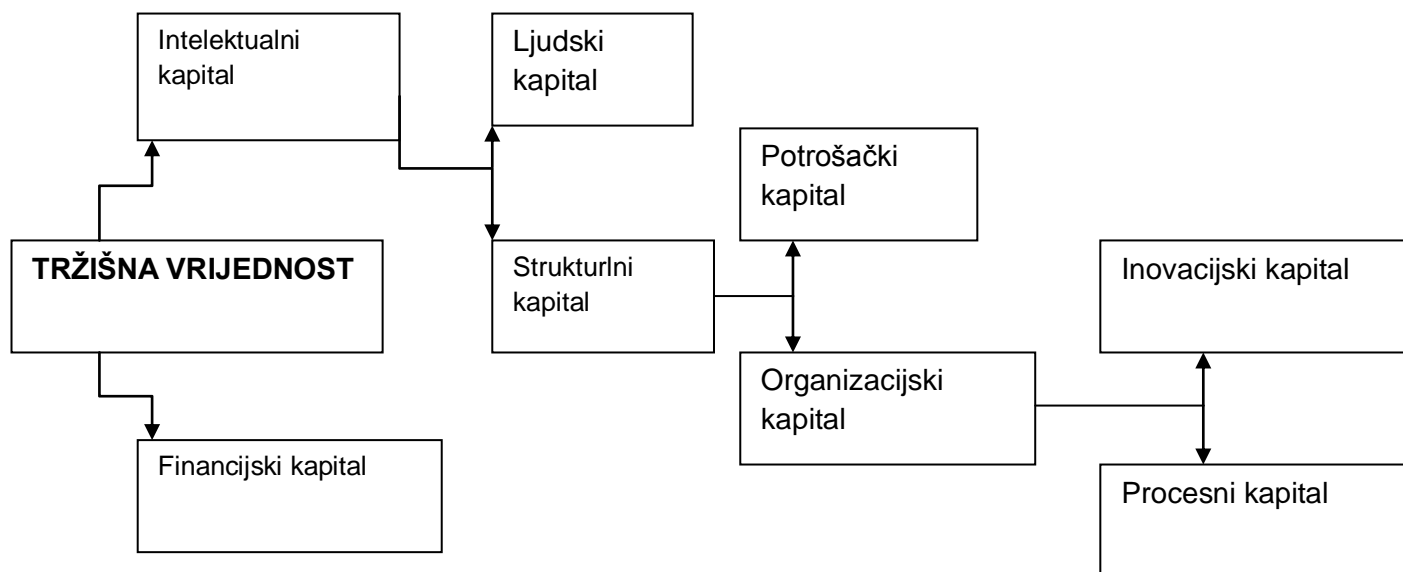 Intelektualni
kapital
Ljudski
kapital
Potrošački
kapital
TRŽIŠNA VRIJEDNOST
Strukturlni
kapital
Inovacijski kapital
Organizacijski
kapital
Financijski kapital
Procesni kapital